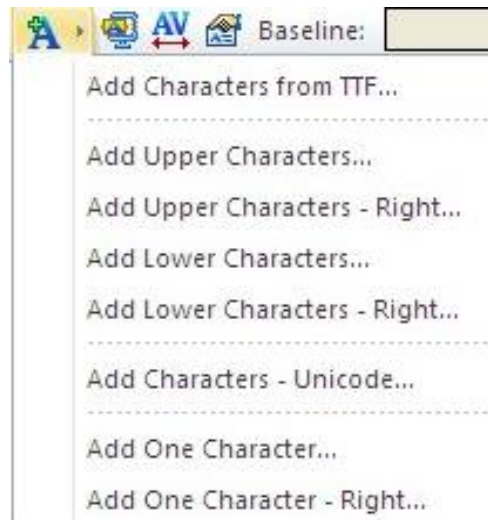 A AV Baseline:
Add Characters from TTF...
Add Upper Characters...
Add Upper Characters - Right...
Add Lower Characters...
Add Lower Characters - Right...
Add Characters - Unicode...
Add One Character...
Add One Character - Right...